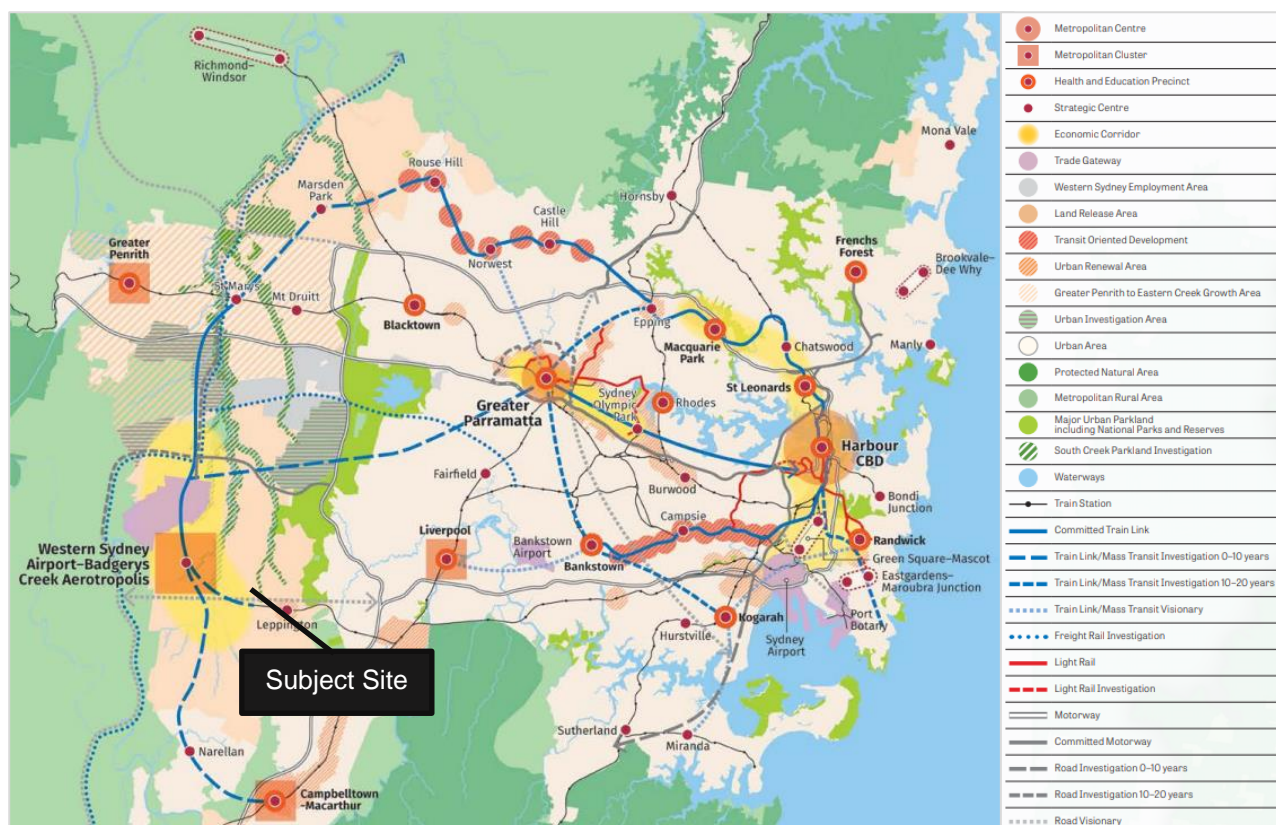 Richmond–
Windsor
Mona Vale
Rouse Hill
Marsden
Park
Hornsby
Castle
Hill
Greater
Penrith
Norwest
Frenchs
Forest
Brookvale–
Dee Why
St Marys
Mt Druitt
Blacktown
Epping
Macquarie
Park
Chatswood
Manly
St Leonards
Greater
Parramatta
Sydney
Olympic
Park
Rhodes
Harbour
CBD
Fairfield
Burwood
Bondi
Junction
Liverpool
Bankstown
Airport
Campsie
Western Sydney
Airport–Badgerys
Creek Aerotropolis
Bankstown
Randwick
Green Square–Mascot
Eastgardens–
Maroubra Junction
Leppington
Kogarah
Port
Botany
Hurstville
Sydney
Airport
Subject Site
Sutherland
Miranda
Narellan
Campbelltown
-Macarthur
Metropolitan Centre
Metropolitan Cluster
Health and Education Precinct
Strategic Centre
Economic Corridor
Trade Gateway
Western Sydney Employment Area
Land Release Area
Transit Oriented Development
Urban Renewal Area
Greater Penrith to Eastern Creek Growth Area
Urban Investigation Area
Urban Area
Protected Natural Area
Metropolitan Rural Area
Major Urban Parkland
including National Parks and Reserves
South Creek Parkland Investigation
Waterways
Train Station
Committed Train Link
Train Link/Mass Transit Investigation 0–10 years
Train Link/Mass Transit Investigation 10–20 years
Train Link/Mass Transit Visionary
Freight Rail Investigation
Light Rail
Light Rail Investigation
Motorway
Committed Motorway
Road Investigation 0–10 years
Road Investigation 10–20 years
Road Visionary